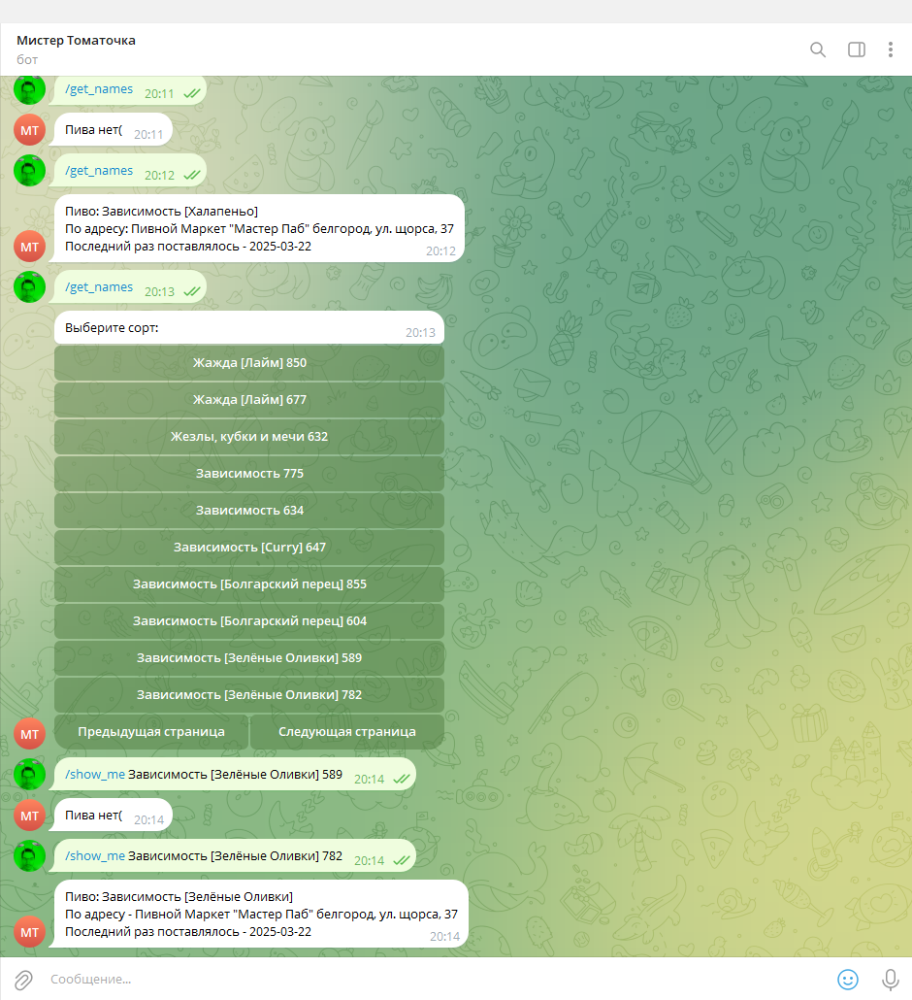 Мистер Томаточка
бот
/get_names 20:11
МТ
Пива нет( 20:11
/get_names 20:12
Пиво: Зависимость [Халапеньо]
По адресу: Пивной Маркет "Мастер Паб" белгород, ул. щорса, 37
Последний раз поставлялось - 2025-03-22
МТ
20:12
/get_names 20:13
Выберите сорт: 20:13
Жажда [Лайм] 850
Жажда [Лайм] 677
Жезлы, кубки и мечи 632
Зависимость 775
Зависимость 634
Зависимость [Curry] 647
Зависимость [Болгарский перец] 855
Зависимость [Болгарский перец] 604
Зависимость [Зелёные Оливки] 589
Зависимость [Зелёные Оливки] 782
МТ
Предыдущая страница Следующая страница
/show_me Зависимость [Зелёные Оливки] 589 20:14
МТ
Пива нет( 20:14
/show_me Зависимость [Зелёные Оливки] 782 20:14
Пиво: Зависимость [Зелёные Оливки]
По адресу - Пивной Маркет "Мастер Паб" белгород, ул. щорса, 37
Последний раз поставлялось - 2025-03-22
МТ
20:14
Сообщение...